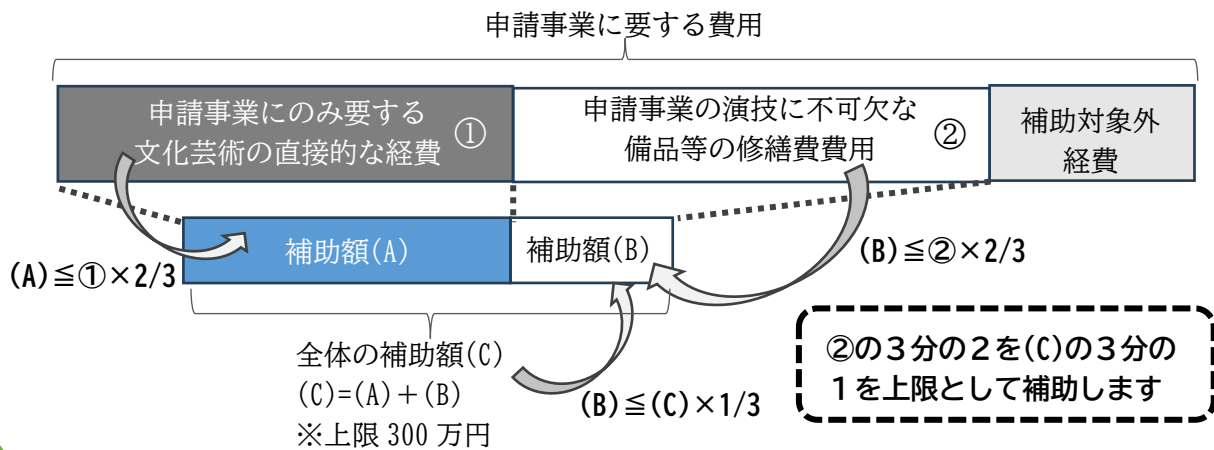 申請事業に要する費用
申請事業にのみ要する
文化芸術の直接的な経費 ①
申請事業の演技に不可欠な
備品等の修繕費費用 ②
補助対象外
経費
補助額(A)
補助額(B)
(A)≦①×2/3
(B)≦②×2/3
全体の補助額(C)
(C)=(A)+(B)
※上限 300 万円
(B)≦(C)×1/3
②の３分の２を(C)の３分の
１を上限として補助します